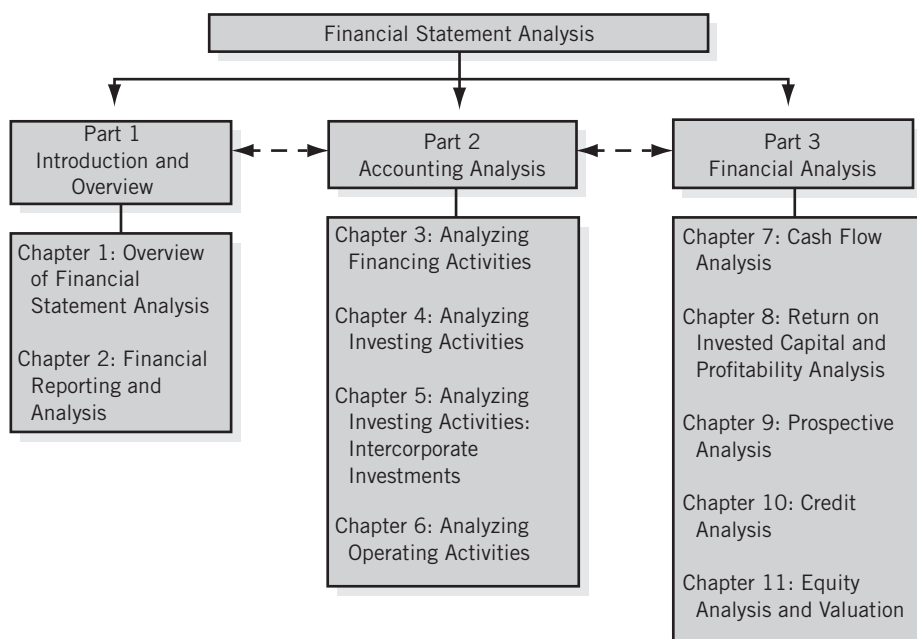 Financial Statement Analysis
Part 1
Introduction and
Overview
Part 2
Accounting Analysis
Part 3
Financial Analysis
Chapter 1: Overview
of Financial
Statement Analysis
Chapter 2: Financial
Reporting and
Analysis
Chapter 3: Analyzing
Financing Activities
Chapter 4: Analyzing
Investing Activities
Chapter 5: Analyzing
Investing Activities:
Intercorporate
Investments
Chapter 6: Analyzing
Operating Activities
Chapter 7: Cash Flow
Analysis
Chapter 8: Return on
Invested Capital and
Profitability Analysis
Chapter 9: Prospective
Analysis
Chapter 10: Credit
Analysis
Chapter 11: Equity
Analysis and Valuation